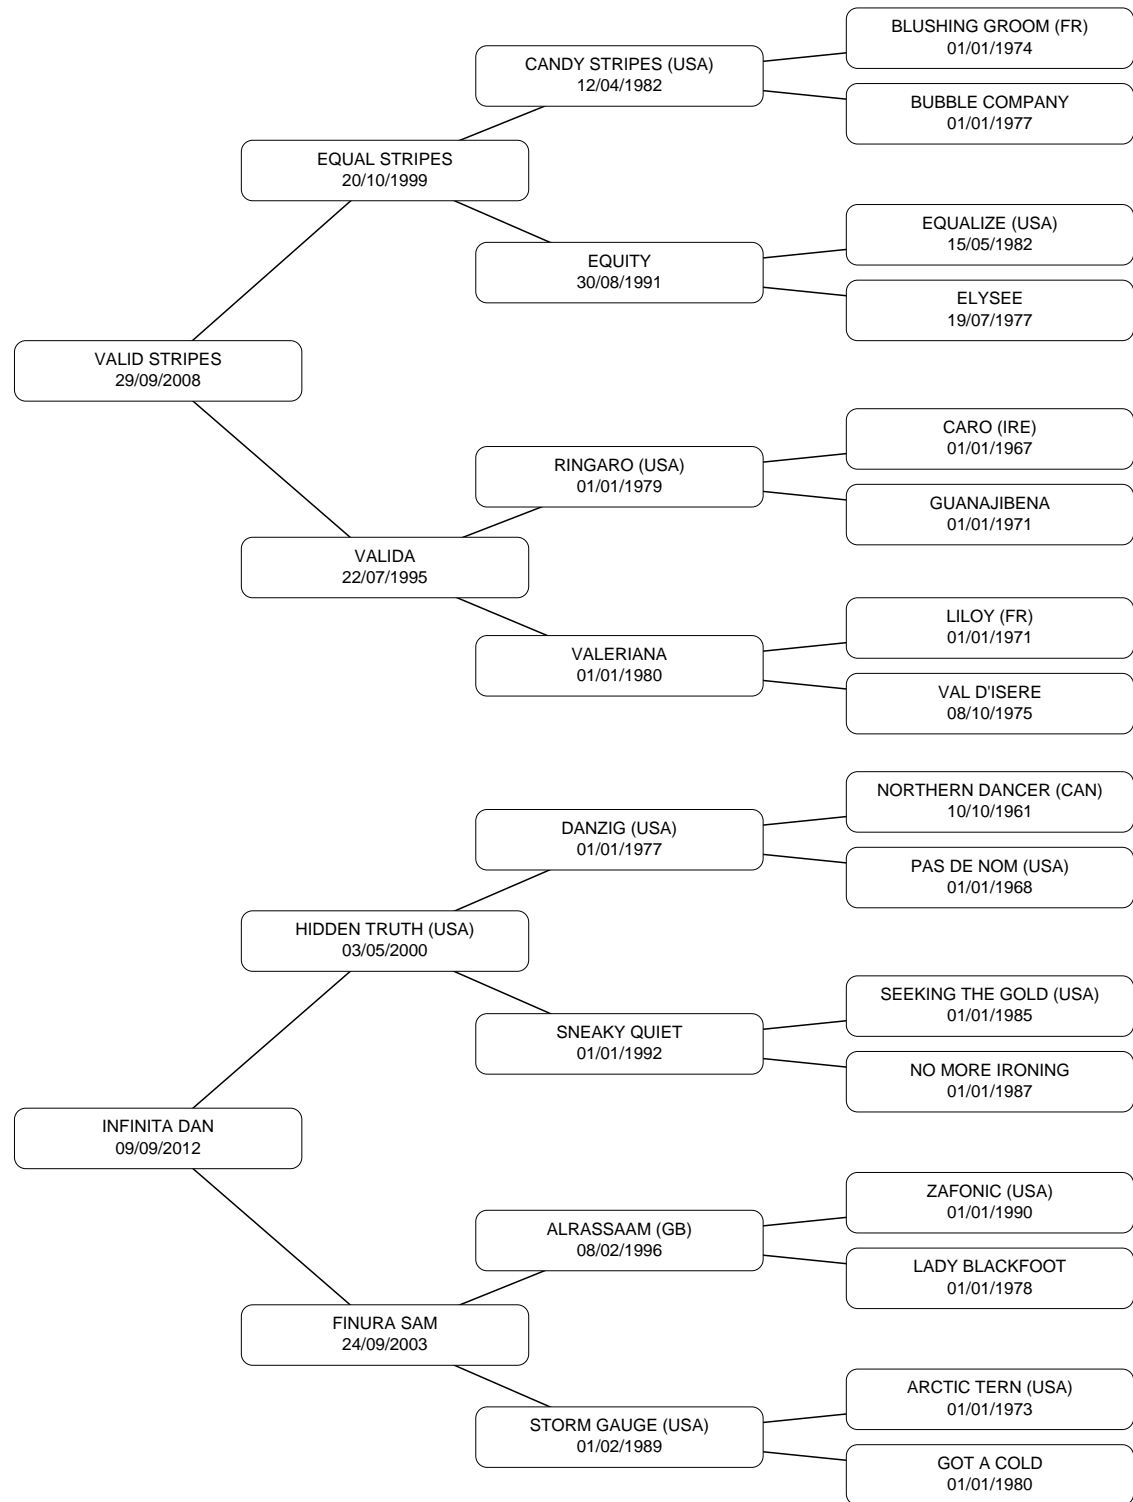 BLUSHING GROOM (FR)
01/01/1974
CANDY STRIPES (USA)
12/04/1982
BUBBLE COMPANY
01/01/1977
EQUAL STRIPES
20/10/1999
EQUALIZE (USA)
15/05/1982
EQUITY
30/08/1991
ELYSEE
19/07/1977
VALID STRIPES
29/09/2008
CARO (IRE)
01/01/1967
RINGARO (USA)
01/01/1979
GUANAJIBENA
01/01/1971
VALIDA
22/07/1995
LILOY (FR)
01/01/1971
VALERIANA
01/01/1980
VAL D'ISERE
08/10/1975
NORTHERN DANCER (CAN)
10/10/1961
DANZIG (USA)
01/01/1977
PAS DE NOM (USA)
01/01/1968
HIDDEN TRUTH (USA)
03/05/2000
SEEKING THE GOLD (USA)
01/01/1985
SNEAKY QUIET
01/01/1992
NO MORE IRONING
01/01/1987
INFINITA DAN
09/09/2012
ZAFONIC (USA)
01/01/1990
ALRASSAAM (GB)
08/02/1996
LADY BLACKFOOT
01/01/1978
FINURA SAM
24/09/2003
ARCTIC TERN (USA)
01/01/1973
STORM GAUGE (USA)
01/02/1989
GOT A COLD
01/01/1980